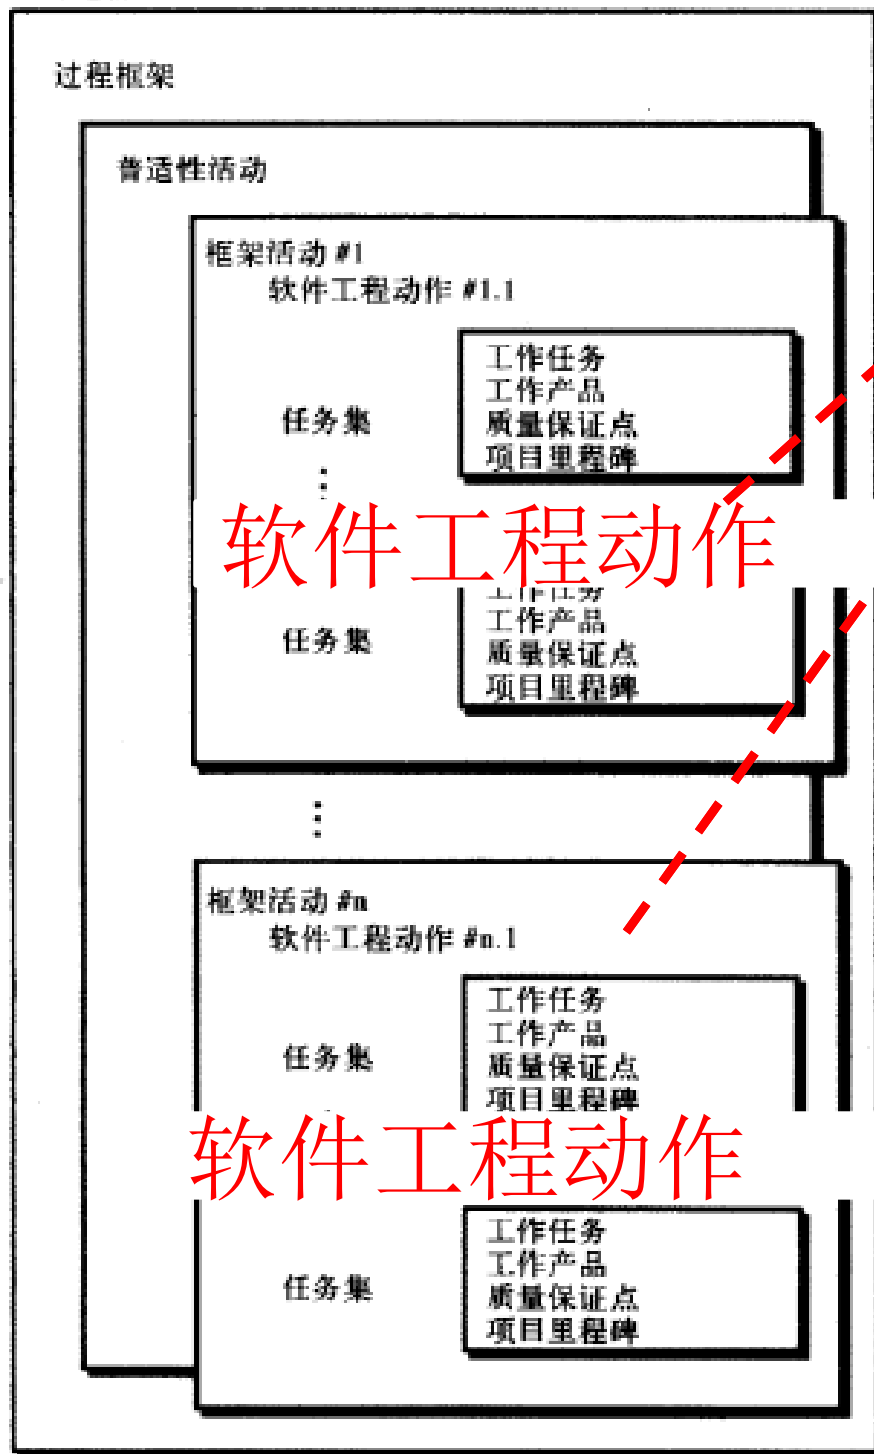 过程框架
普适性活动
框架活动 #1
软件工程动作 #1.1
工作任务
工作产品
任务集
质量保证点
项目里程碑
软件工程动作
工作任务
工作产品
任务集
质量保证点
项目里程碑
框架活动 #n
软件工程动作 #n.1
工作任务
工作产品
任务集
质量保证点
项目里程碑
软件工程动作
工作任务
工作产品
任务集
质量保证点
项目里程碑